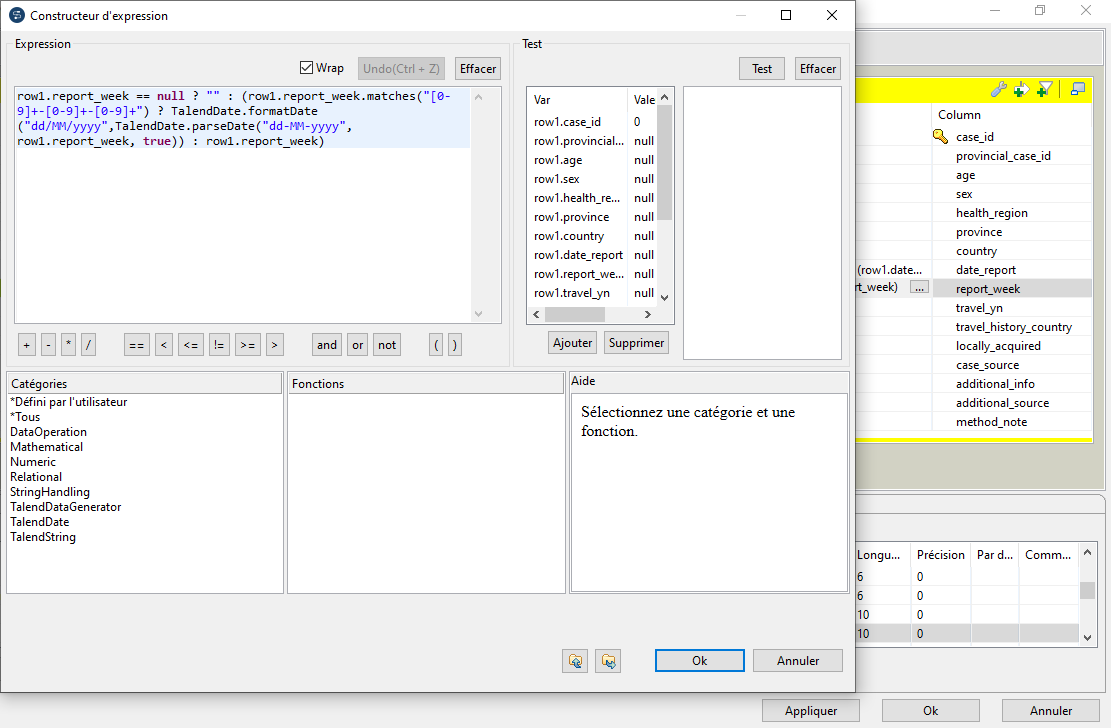 Constructeur d'expression
Expression
Wrap
Undo(Ctrl + Z)
Effacer
row1.report_week == null ? "" : (row1.report_week.matches("[0-
9]+-[0-9]+-[0-9]+") ? TalendDate.formatDate
("dd/MM/yyyy",TalendDate.parseDate("dd-MM-yyyy",
row1.report_week, true)) : row1.report_week)
+
-
*
/
==
<
<=
!=
>=
>
and
or
not
(
)
Test
Test
Effacer
Var Vale
row1.case_id 0
row1.provincial... null
row1.age null
row1.sex null
row1.health_re... null
row1.province null
row1.country null
row1.date_report null
row1.report_we... null
row1.travel_yn null
Ajouter
Supprimer
Catégories
*Défini par l'utilisateur
*Tous
DataOperation
Mathematical
Numeric
Relational
StringHandling
TalendDataGenerator
TalendDate
TalendString
Fonctions
Aide
Sélectionnez une catégorie et une
fonction.
Ok
Annuler
Column
case_id
provincial_case_id
age
sex
health_region
province
country
(row1.date... date_report
rt_week) ... report_week
travel_yn
travel_history_country
locally_acquired
case_source
additional_info
additional_source
method_note
Longu... Précision Par d... Comm...
6 0
6 0
10 0
10 0
Appliquer
Ok
Annuler